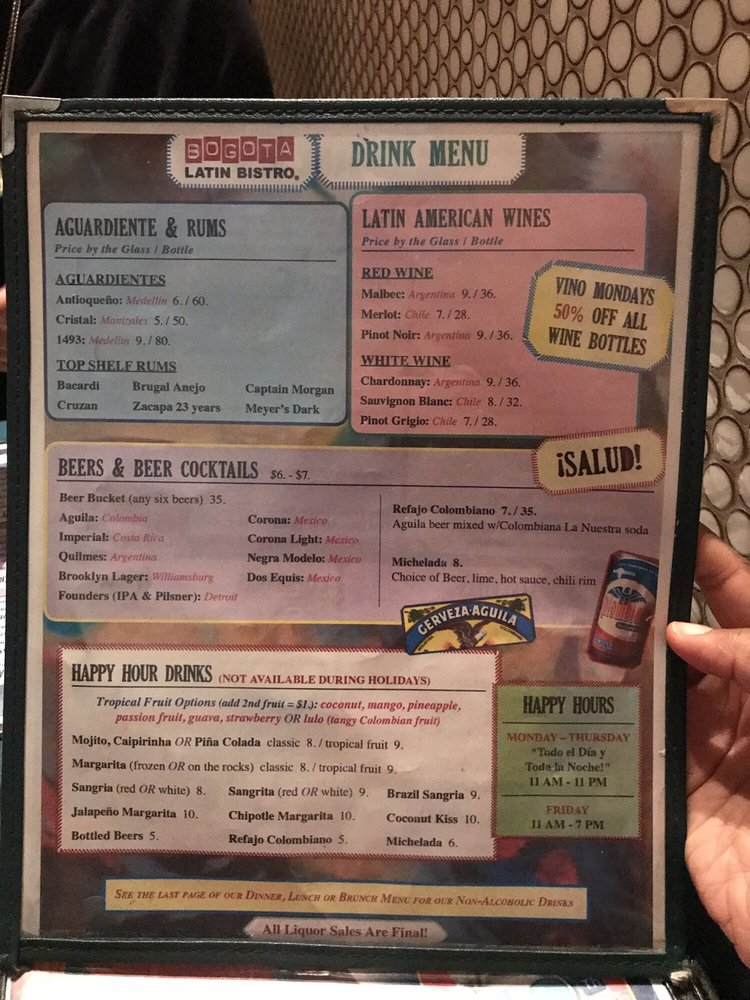 BOGOTA
LATIN BISTRO®
DRINK MENU
AGUARDIENTE & RUMS
Price by the Glass / Bottle
AGUARDIENTES
Antioqueño: Medellin 6. / 60.
Cristal: Manizales 5. / 50.
1493: Medellin 9. / 80.
TOP SHELF RUMS
Bacardi Brugal Anejo Captain Morgan
Cruzan Zacapa 23 years Meyer's Dark
LATIN AMERICAN WINES
Price by the Glass / Bottle
RED WINE
Malbec: Argentina 9. / 36.
Merlot: Chile 7. / 28.
Pinot Noir: Argentina 9. / 36.
WHITE WINE
Chardonnay: Argentina 9. / 36.
Sauvignon Blanc: Chile 8. / 32.
Pinot Grigio: Chile 7. / 28.
VINO MONDAYS
50% OFF ALL
WINE BOTTLES
BEERS & BEER COCKTAILS $6. - $7.
¡SALUD!
Beer Bucket (any six beers) 35.
Aguila: Colomina
Imperial: Costa Rica
Quilmes: Argentina
Brooklyn Lager: Williamsburg
Founders (IPA & Pilsner): Detroit
Corona: Mexico
Corona Light: Mexico
Negra Modelo: Mexico
Dos Equis: Mexico
Refajo Colombiano 7. / 35.
Aguila beer mixed w/Colombiana La Nuestra soda
Michelada 8.
Choice of Beer, lime, hot sauce, chili rim
CERVEZA AGUILA
HAPPY HOUR DRINKS (NOT AVAILABLE DURING HOLIDAYS)
Tropical Fruit Options (add 2nd fruit = $1.): coconut, mango, pineapple,
passion fruit, guava, strawberry OR lulo (tangy Colombian fruit)
Mojito, Caipirinha OR Piña Colada classic 8. / tropical fruit 9.
Margarita (frozen OR on the rocks) classic 8. / tropical fruit 9.
Sangria (red OR white) 8. Sangrita (red OR white) 9. Brazil Sangria 9.
Jalapeño Margarita 10. Chipotle Margarita 10. Coconut Kiss 10.
Bottled Beers 5. Refajo Colombiano 5. Michelada 6.
HAPPY HOURS
MONDAY – THURSDAY
"Todo el Día y
Toda la Noche!"
11 AM - 11 PM
FRIDAY
11 AM - 7 PM
SEE THE LAST PAGE OF OUR DINNER, LUNCH OR BRUNCH MENU FOR OUR NON-ALCOHOLIC DRINKS
All Liquor Sales Are Final!